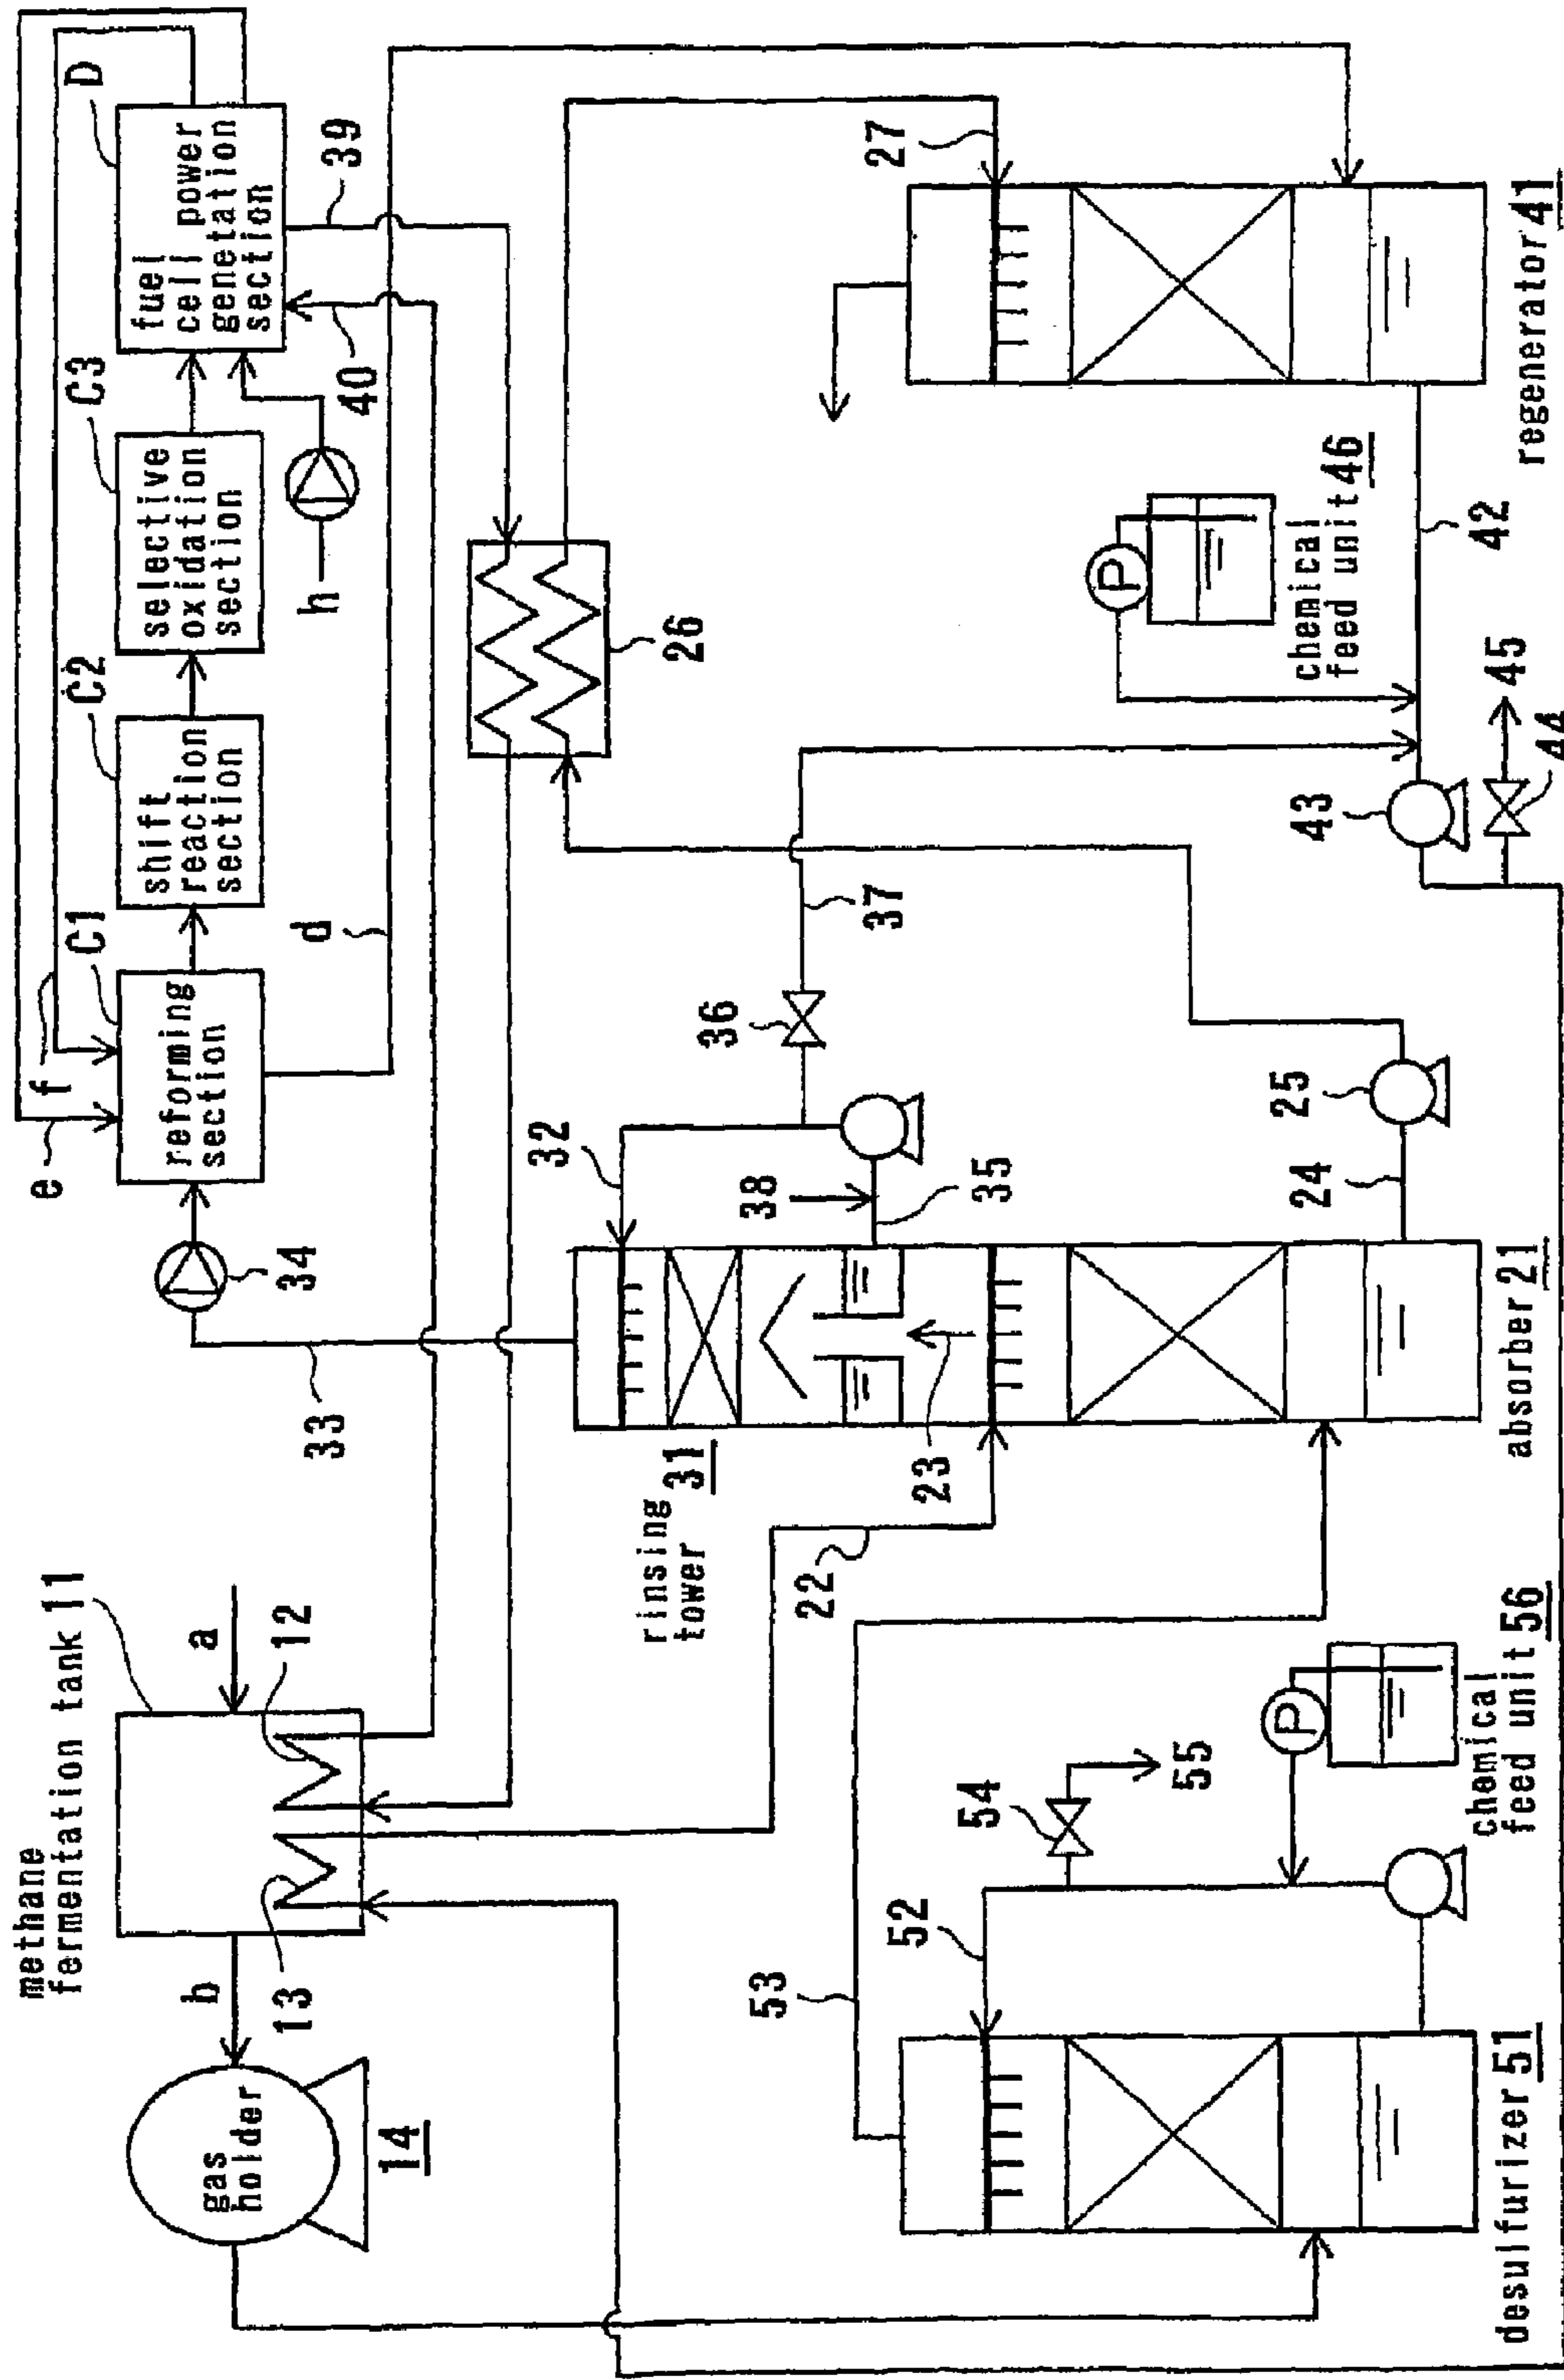 methane
fermentation tank 11
a
12
13
b
gas
holder
14
e
f
C1
reforming
section
C2
shift
reaction
section
C3
selective
oxidation
section
D
fuel
cell power
genetation
section
h
40
39
d
34
33
26
rinsing
tower
31
32
38
35
36
37
22
23
24
25
absorber 21
27
regenerator 41
chemical
feed unit 46
42
43
44
45
53
52
54
55
chemical
feed unit 56
P
P
desulfurizer 51